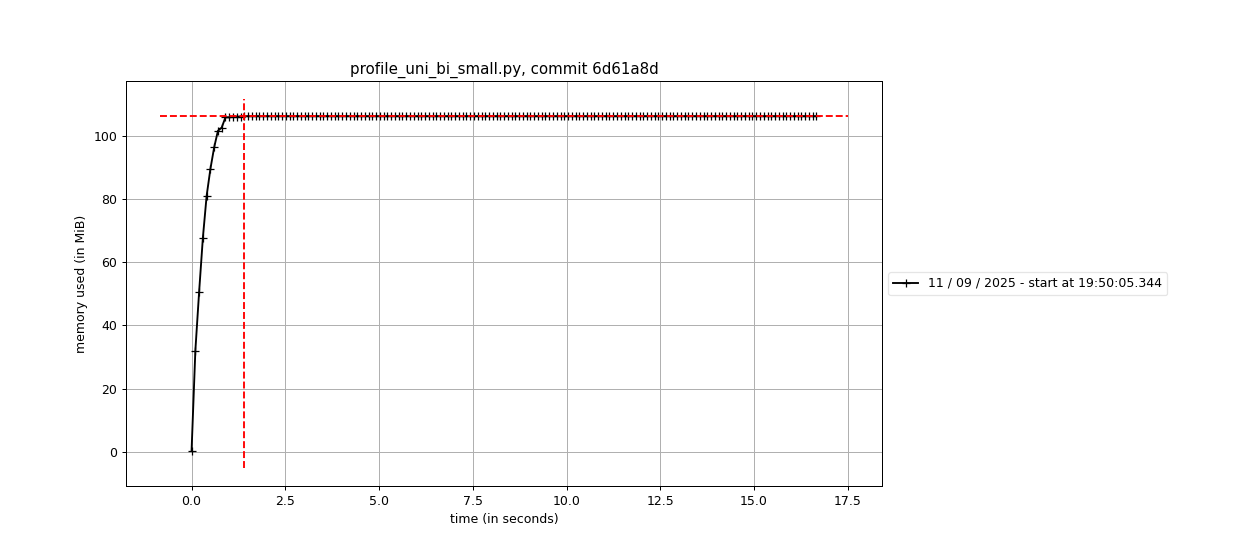 profile_uni_bi_small.py, commit 6d61a8d
memory used (in MiB)
100
80
60
40
20
0
0.0 2.5 5.0 7.5 10.0 12.5 15.0 17.5
time (in seconds)
11 / 09 / 2025 - start at 19:50:05.344